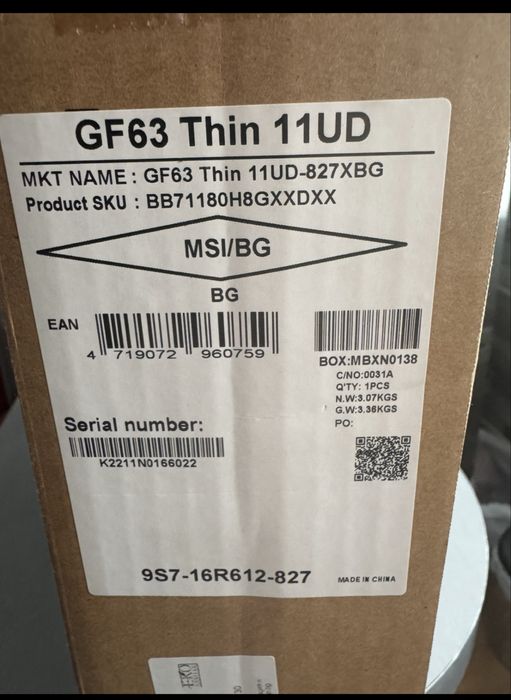 GF63 Thin 11UD
MKT NAME : GF63 Thin 11UD-827XBG
Product SKU : BB71180H8GXXDXX
MSI/BG
BG
EAN
4 719072 960759
BOX:MBXN0138
C/NO:0031A
Q'TY: 1PCS
N.W:3.07KGS
G.W:3.36KGS
PO:
Serial number:
K2211N0166022
9S7-16R612-827
MADE IN CHINA